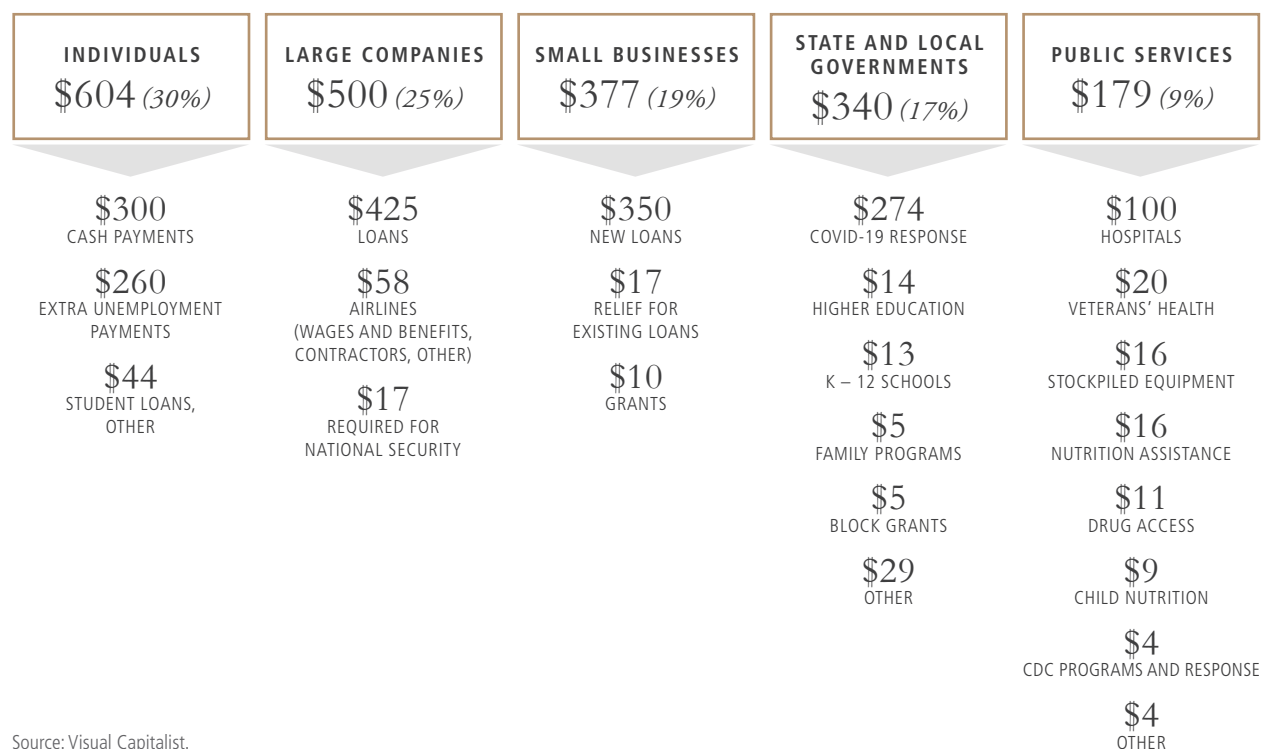 INDIVIDUALS
$604 (30%)
$300
CASH PAYMENTS
$260
EXTRA UNEMPLOYMENT
PAYMENTS
$44
STUDENT LOANS,
OTHER
LARGE COMPANIES
$500 (25%)
$425
LOANS
$58
AIRLINES
(WAGES AND BENEFITS,
CONTRACTORS, OTHER)
$17
REQUIRED FOR
NATIONAL SECURITY
SMALL BUSINESSES
$377 (19%)
$350
NEW LOANS
$17
RELIEF FOR
EXISTING LOANS
$10
GRANTS
STATE AND LOCAL
GOVERNMENTS
$340 (17%)
$274
COVID-19 RESPONSE
$14
HIGHER EDUCATION
$13
K – 12 SCHOOLS
$5
FAMILY PROGRAMS
$5
BLOCK GRANTS
$29
OTHER
PUBLIC SERVICES
$179 (9%)
$100
HOSPITALS
$20
VETERANS’ HEALTH
$16
STOCKPILED EQUIPMENT
$16
NUTRITION ASSISTANCE
$11
DRUG ACCESS
$9
CHILD NUTRITION
$4
CDC PROGRAMS AND RESPONSE
$4
OTHER
Source: Visual Capitalist.